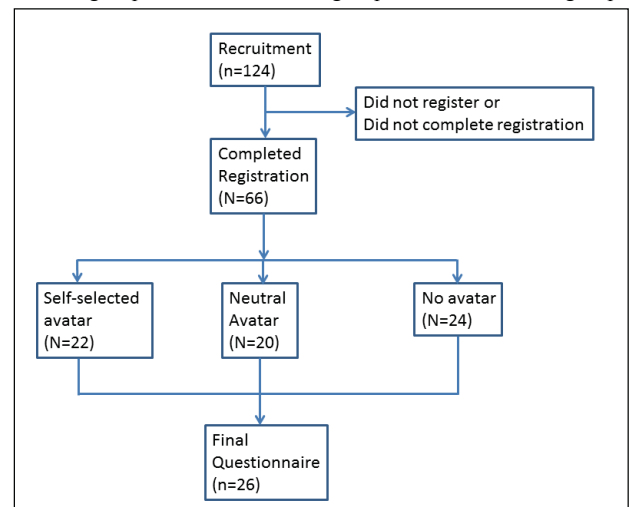 Recruitment
(n=124)
Did not register or
Did not complete registration
Completed
Registration
(N=66)
Self-selected
avatar
(N=22)
Neutral
Avatar
(N=20)
No avatar
(N=24)
Final
Questionnaire
(n=26)